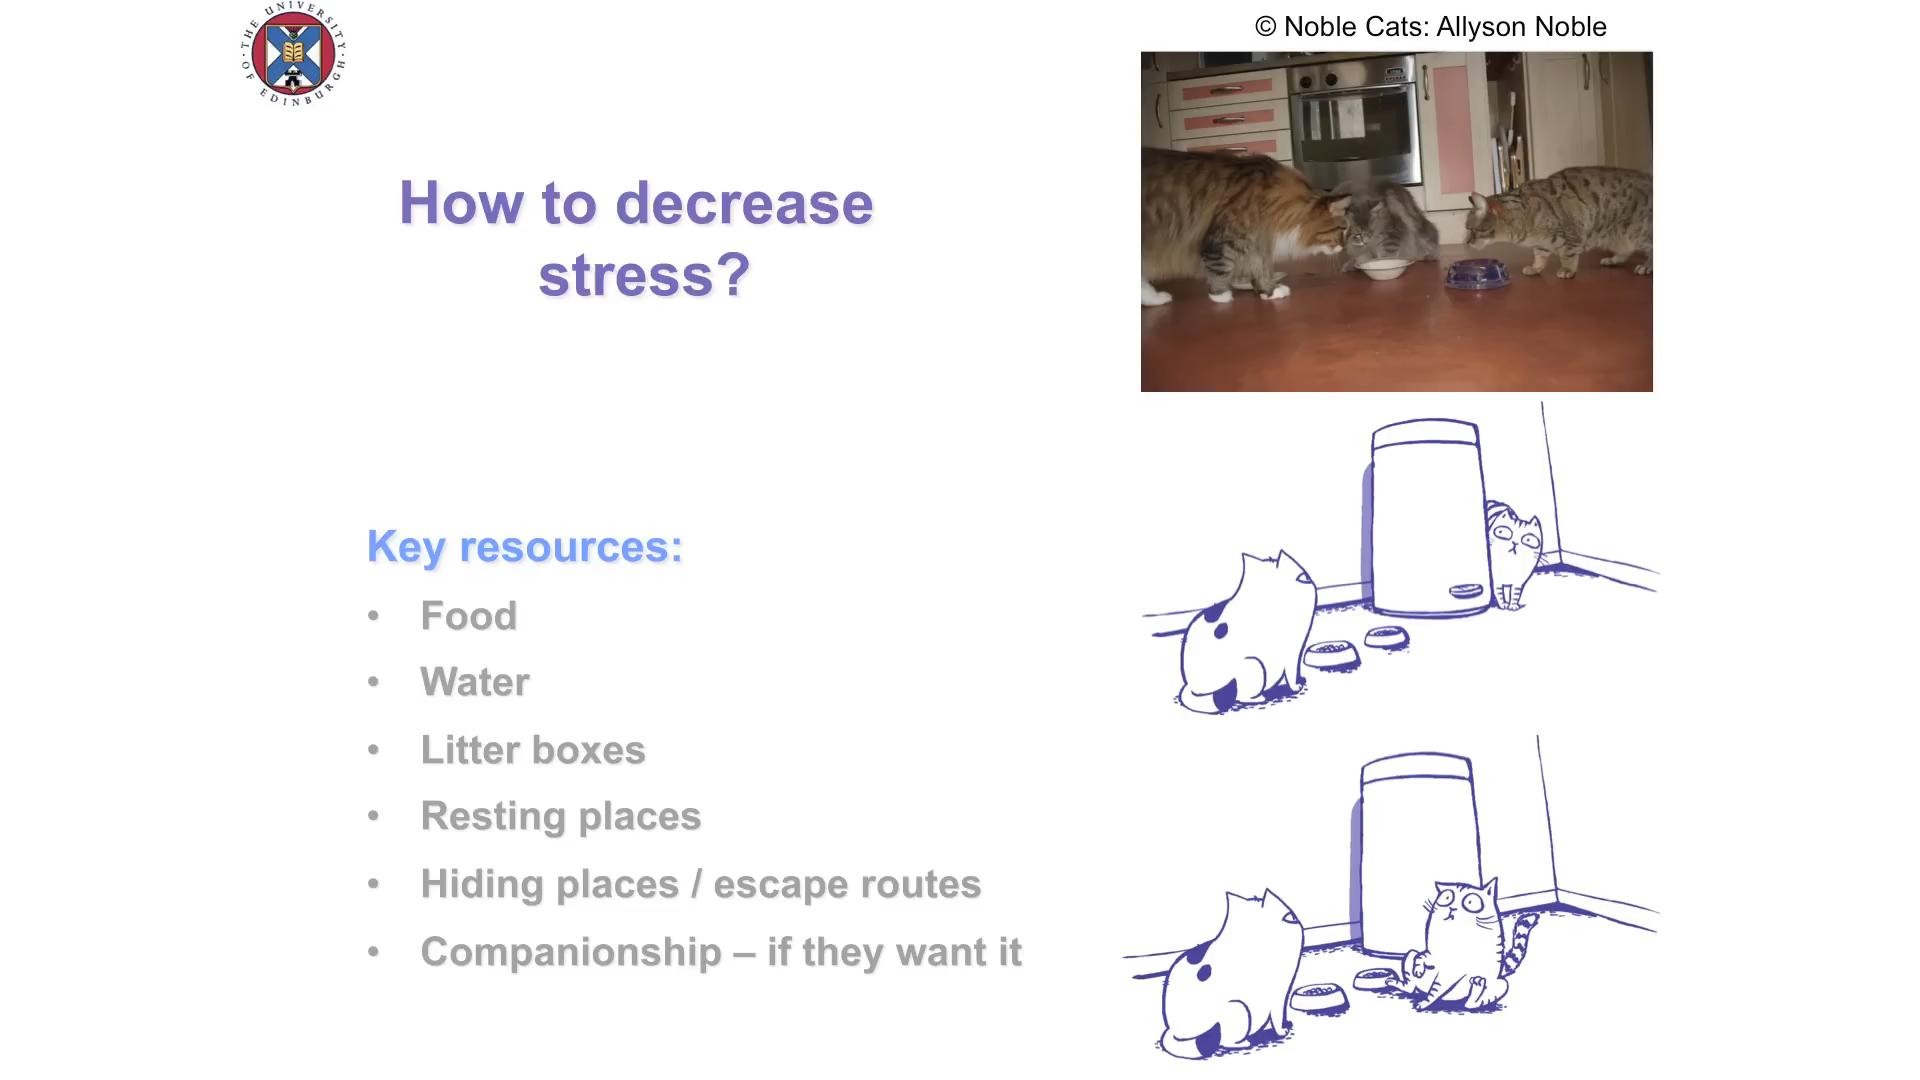 THE UNIVERSITY OF EDINBURGH
© Noble Cats: Allyson Noble
How to decrease
stress?
Key resources:
• Food
• Water
• Litter boxes
• Resting places
• Hiding places / escape routes
• Companionship – if they want it